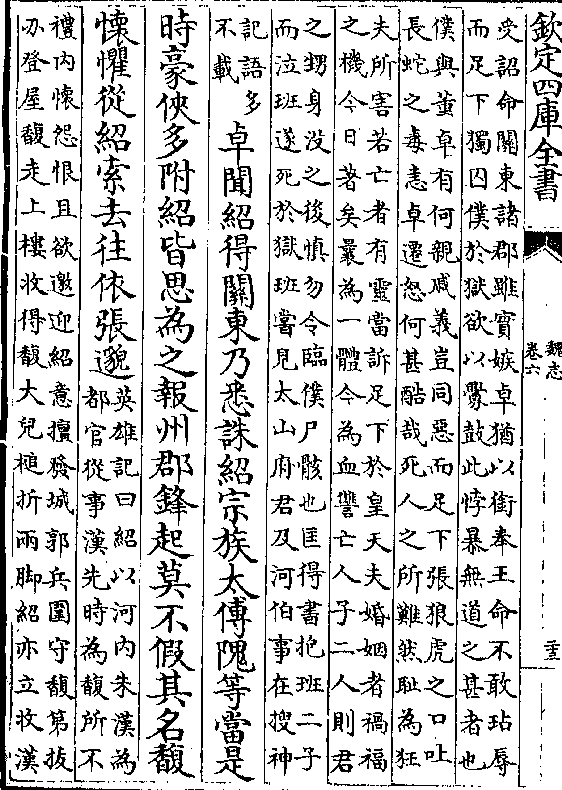 欽定四庫全書
魏志
卷六
二十三
受詔命關東諸郡雖實嫉卓猶以銜奉王命不敢玷辱
而足下獨囚僕於獄欲以釁鼓此悖暴無道之甚者也
僕與董卓有何親戚義豈同惡而足下張狼虎之口吐
長蛇之毒恚卓遷怒何甚酷哉死人之所難然恥為狂
夫所害若亡者有靈當訴足下於皇天夫婚姻者禍福
之機今日著矣曩為一體今為血讐亡人子二人則君
之甥身没之後慎勿令臨僕尸骸也匡得書抱班二子
而泣班遂死於獄班嘗見太山府君及河伯事在搜神
記語多
不載
卓聞紹得關東乃悉誅紹宗族太傅隗等當是
時豪俠多附紹皆思為之報州郡鋒起莫不假其名馥
懷懼從紹索去往依張邈
英雄記曰紹以河内朱漢為
都官從事漢先時為馥所不
禮内懷怨恨且欲邀迎紹意擅發城郭兵圍守馥第抜
刃登屋馥走上樓收得馥大兒槌折兩脚紹亦立收漢